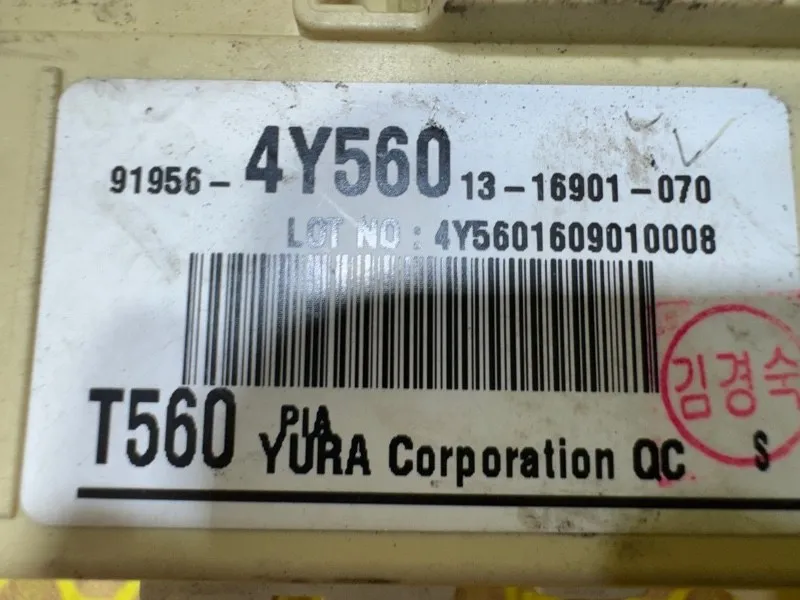 91956-4Y560 13-16901-070
LOT NO : 4Y5601609010008
김경숙
T560 PIA
YURA Corporation QC S